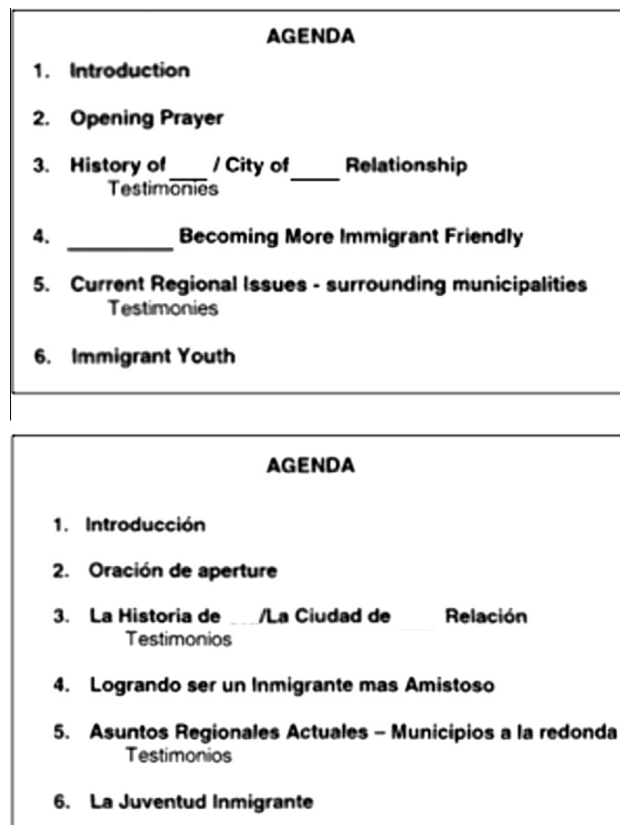 AGENDA
1. Introduction
2. Opening Prayer
3. History of ___ / City of ____ Relationship
Testimonies
4. _________ Becoming More Immigrant Friendly
5. Current Regional Issues - surrounding municipalities
Testimonies
6. Immigrant Youth
AGENDA
1. Introducción
2. Oración de aperture
3. La Historia de ___/La Ciudad de ____ Relación
Testimonios
4. Logrando ser un Inmigrante mas Amistoso
5. Asuntos Regionales Actuales – Municipios a la redonda
Testimonios
6. La Juventud Inmigrante